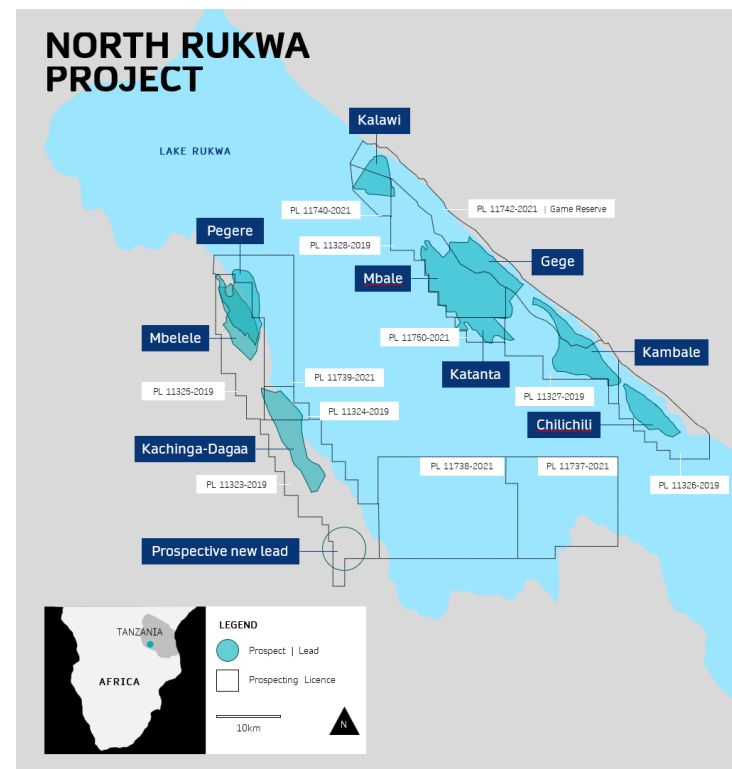 NORTH RUKWA
PROJECT
Kalawi
LAKE RUKWA
PL 11740-2021
PL 11742-2021 | Game Reserve
Pegere
PL 11328-2019
Gege
Mbale
Mbelele
PL 11750-2021
Kambale
Katanta
PL 11739-2021
PL 11325-2019
PL 11327-2019
PL 11324-2019
Chilichili
Kachinga-Dagaa
PL 11738-2021
PL 11737-2021
PL 11323-2019
PL 11326-2019
Prospective new lead
TANZANIA
AFRICA
LEGEND
Prospect | Lead
Prospecting Licence
10km
N